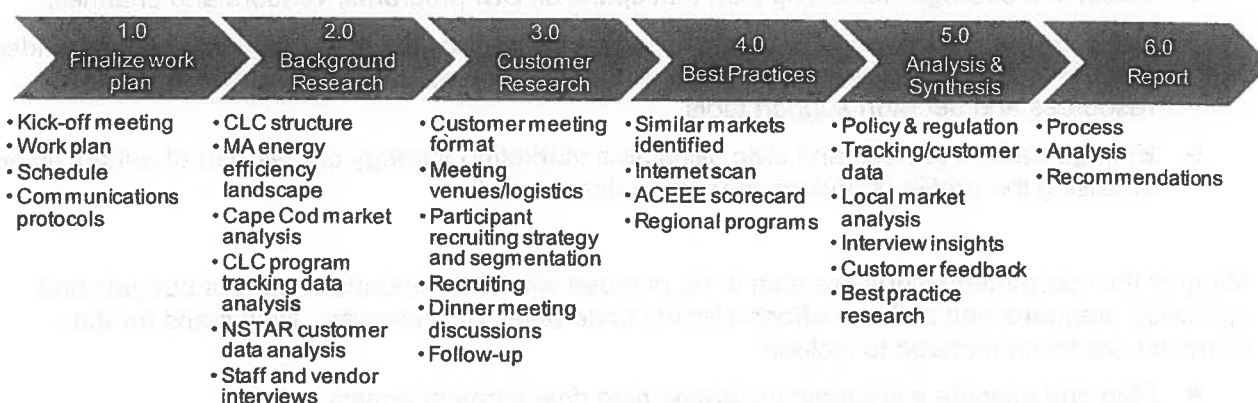 1.0
Finalize work
plan
2.0
Background
Research
3.0
Customer
Research
4.0
Best Practices
5.0
Analysis &
Synthesis
6.0
Report
• Kick-off meeting
• Work plan
• Schedule
• Communications
protocols
• CLC structure
• MA energy
efficiency
landscape
• Cape Cod market
analysis
• CLC program
tracking data
analysis
• NSTAR customer
data analysis
• Staff and vendor
interviews
• Customer meeting
format
• Meeting
venues/logistics
• Participant
recruiting strategy
and segmentation
• Recruiting
• Dinner meeting
discussions
• Follow-up
• Similar markets
identified
• Internet scan
• ACEEE scorecard
• Regional programs
• Policy & regulation
• Tracking/customer
data
• Local market
analysis
• Interview insights
• Customer feedback
• Best practice
research
• Process
• Analysis
• Recommendations